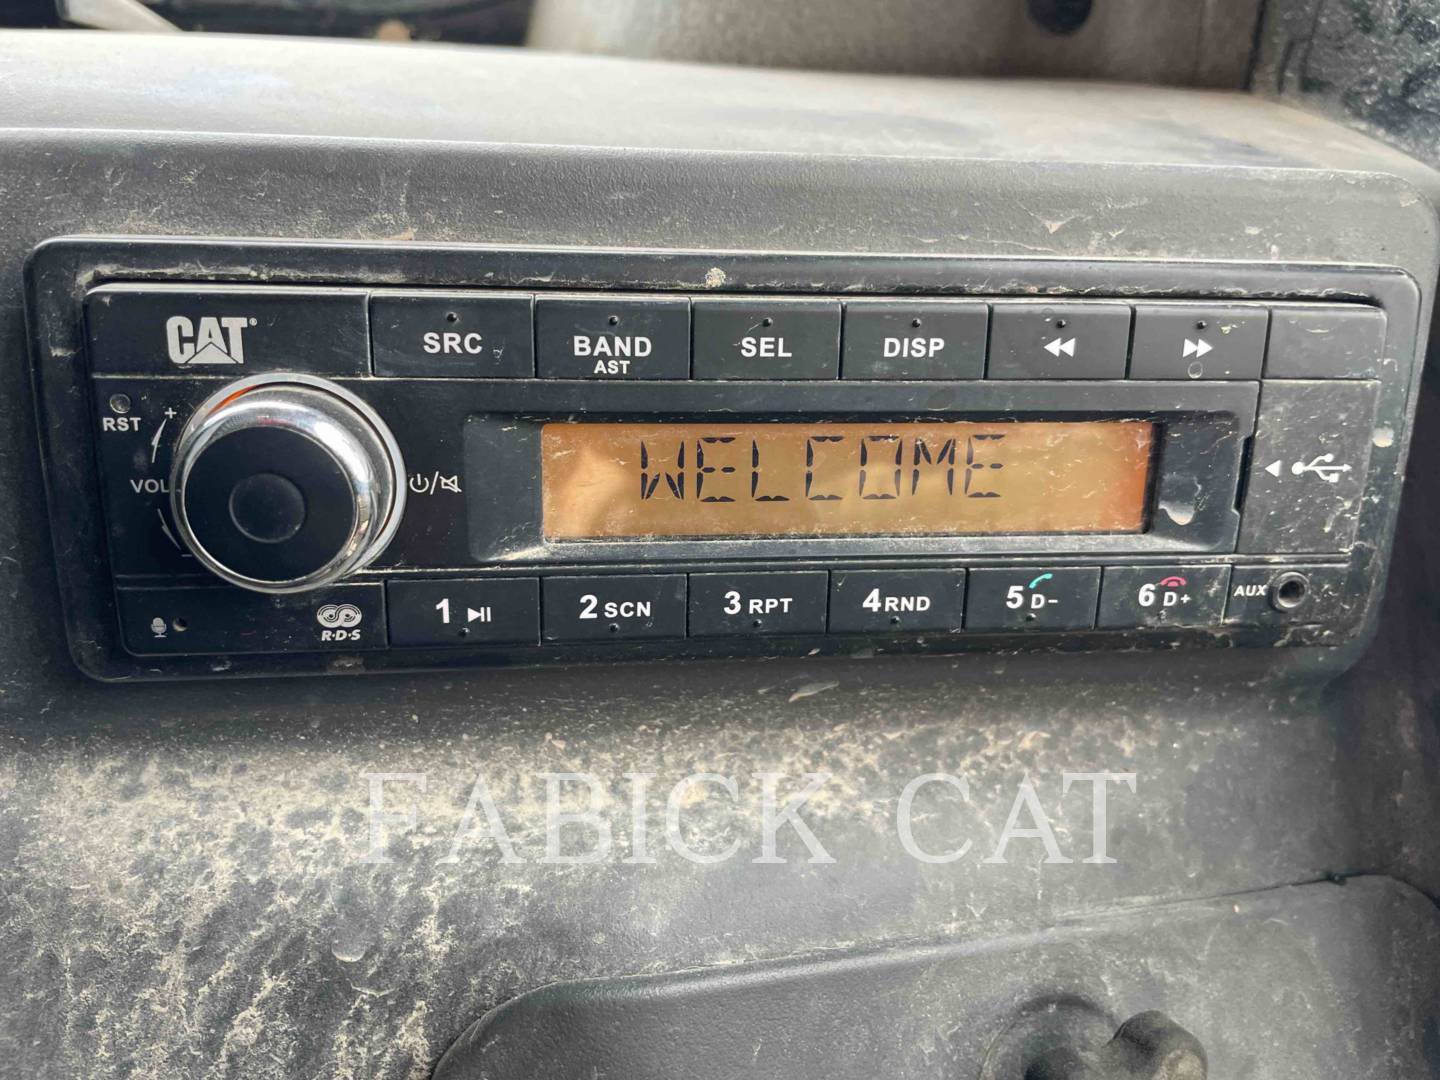 CAT®
SRC
BAND
AST
SEL
DISP
RST
+
VOL
-
WELCOME
R·D·S
1
2 SCN
3 RPT
4 RND
5 D-
6 D+
AUX
FABICK CAT